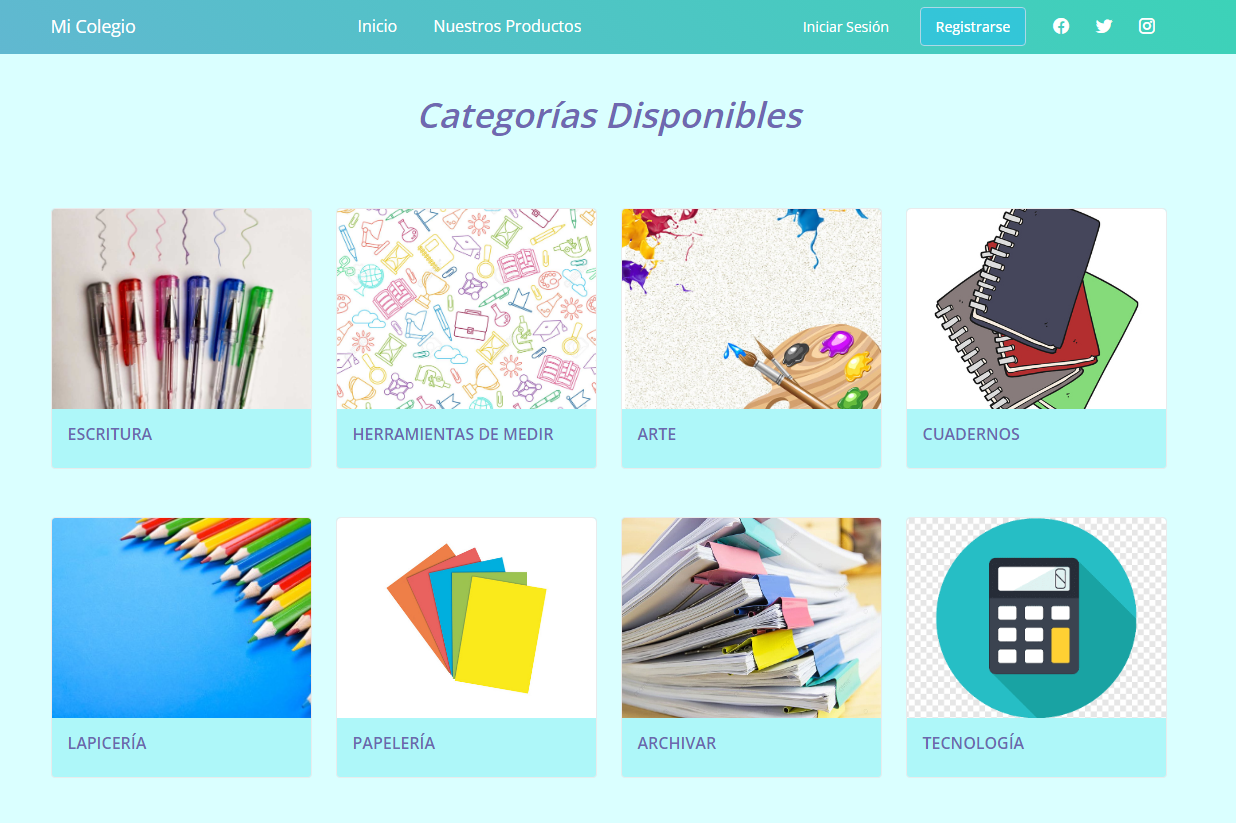 Mi Colegio
Inicio
Nuestros Productos
Iniciar Sesión
Registrarse
Categorías Disponibles
ESCRITURA
HERRAMIENTAS DE MEDIR
ARTE
CUADERNOS
LAPICERÍA
PAPELERÍA
ARCHIVAR
TECNOLOGÍA